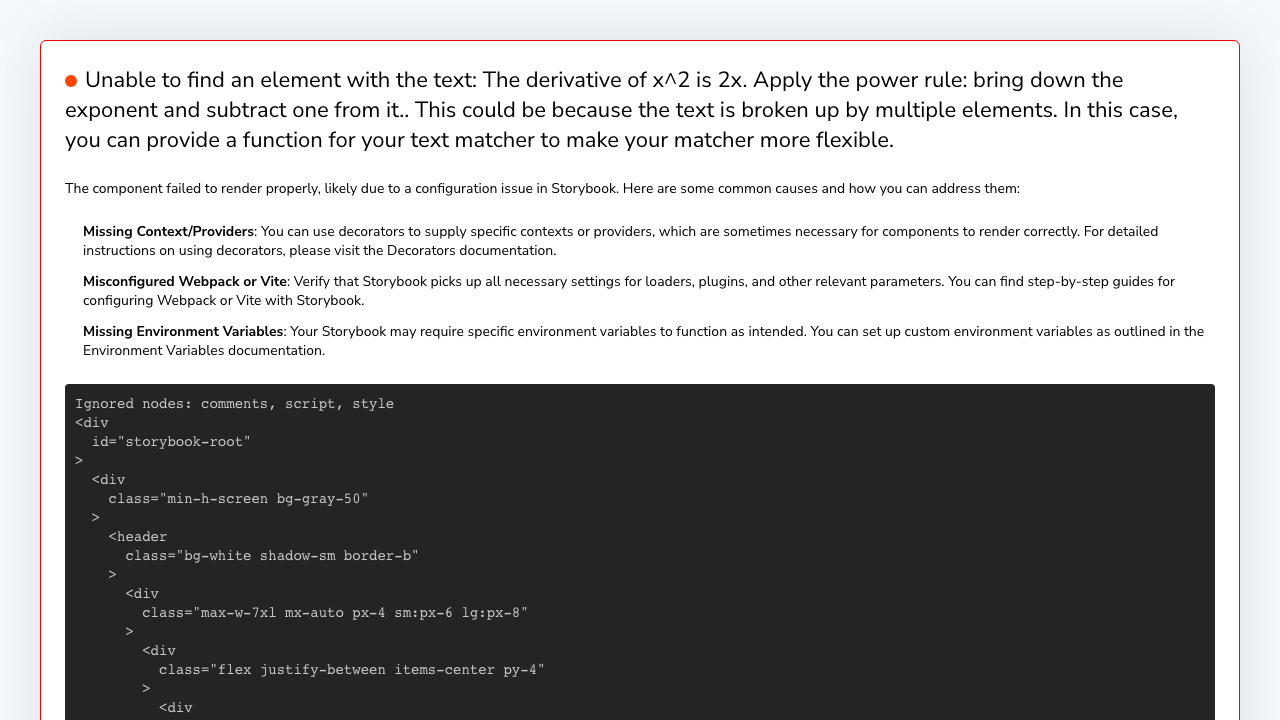 Unable to find an element with the text: The derivative of x^2 is 2x. Apply the power rule: bring down the
exponent and subtract one from it.. This could be because the text is broken up by multiple elements. In this case,
you can provide a function for your text matcher to make your matcher more flexible.
The component failed to render properly, likely due to a configuration issue in Storybook. Here are some common causes and how you can address them:
Missing Context/Providers: You can use decorators to supply specific contexts or providers, which are sometimes necessary for components to render correctly. For detailed
instructions on using decorators, please visit the Decorators documentation.
Misconfigured Webpack or Vite: Verify that Storybook picks up all necessary settings for loaders, plugins, and other relevant parameters. You can find step-by-step guides for
configuring Webpack or Vite with Storybook.
Missing Environment Variables: Your Storybook may require specific environment variables to function as intended. You can set up custom environment variables as outlined in the
Environment Variables documentation.
Ignored nodes: comments, script, style
<div
  id="storybook-root"
>
  <div
    class="min-h-screen bg-gray-50"
  >
    <header
      class="bg-white shadow-sm border-b"
    >
      <div
        class="max-w-7xl mx-auto px-4 sm:px-6 lg:px-8"
      >
        <div
          class="flex justify-between items-center py-4"
        >
          <div